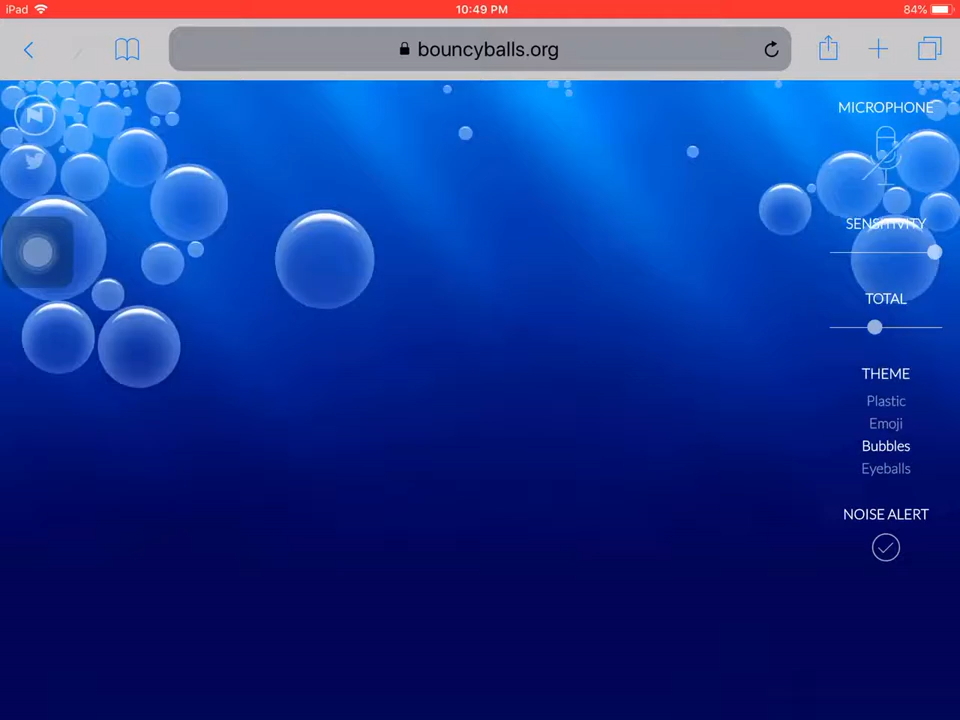 iPad 10:49 PM 84%
bouncyballs.org
MICROPHONE
SENSITIVITY
TOTAL
THEME
Plastic
Emoji
Bubbles
Eyeballs
NOISE ALERT